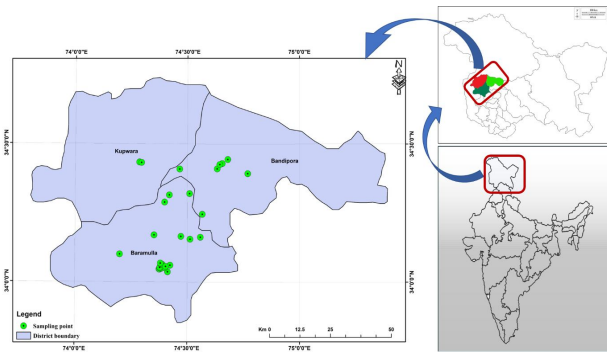 74°0'0"E 74°30'0"E 75°0'0"E
N
34°30'0"N 34°30'0"N
Kupwara
Bandipora
Baramulla
34°0'0"N 34°0'0"N
Legend
Sampling point
District boundary
Km 0 12.5 25 50
74°0'0"E 74°30'0"E 75°0'0"E